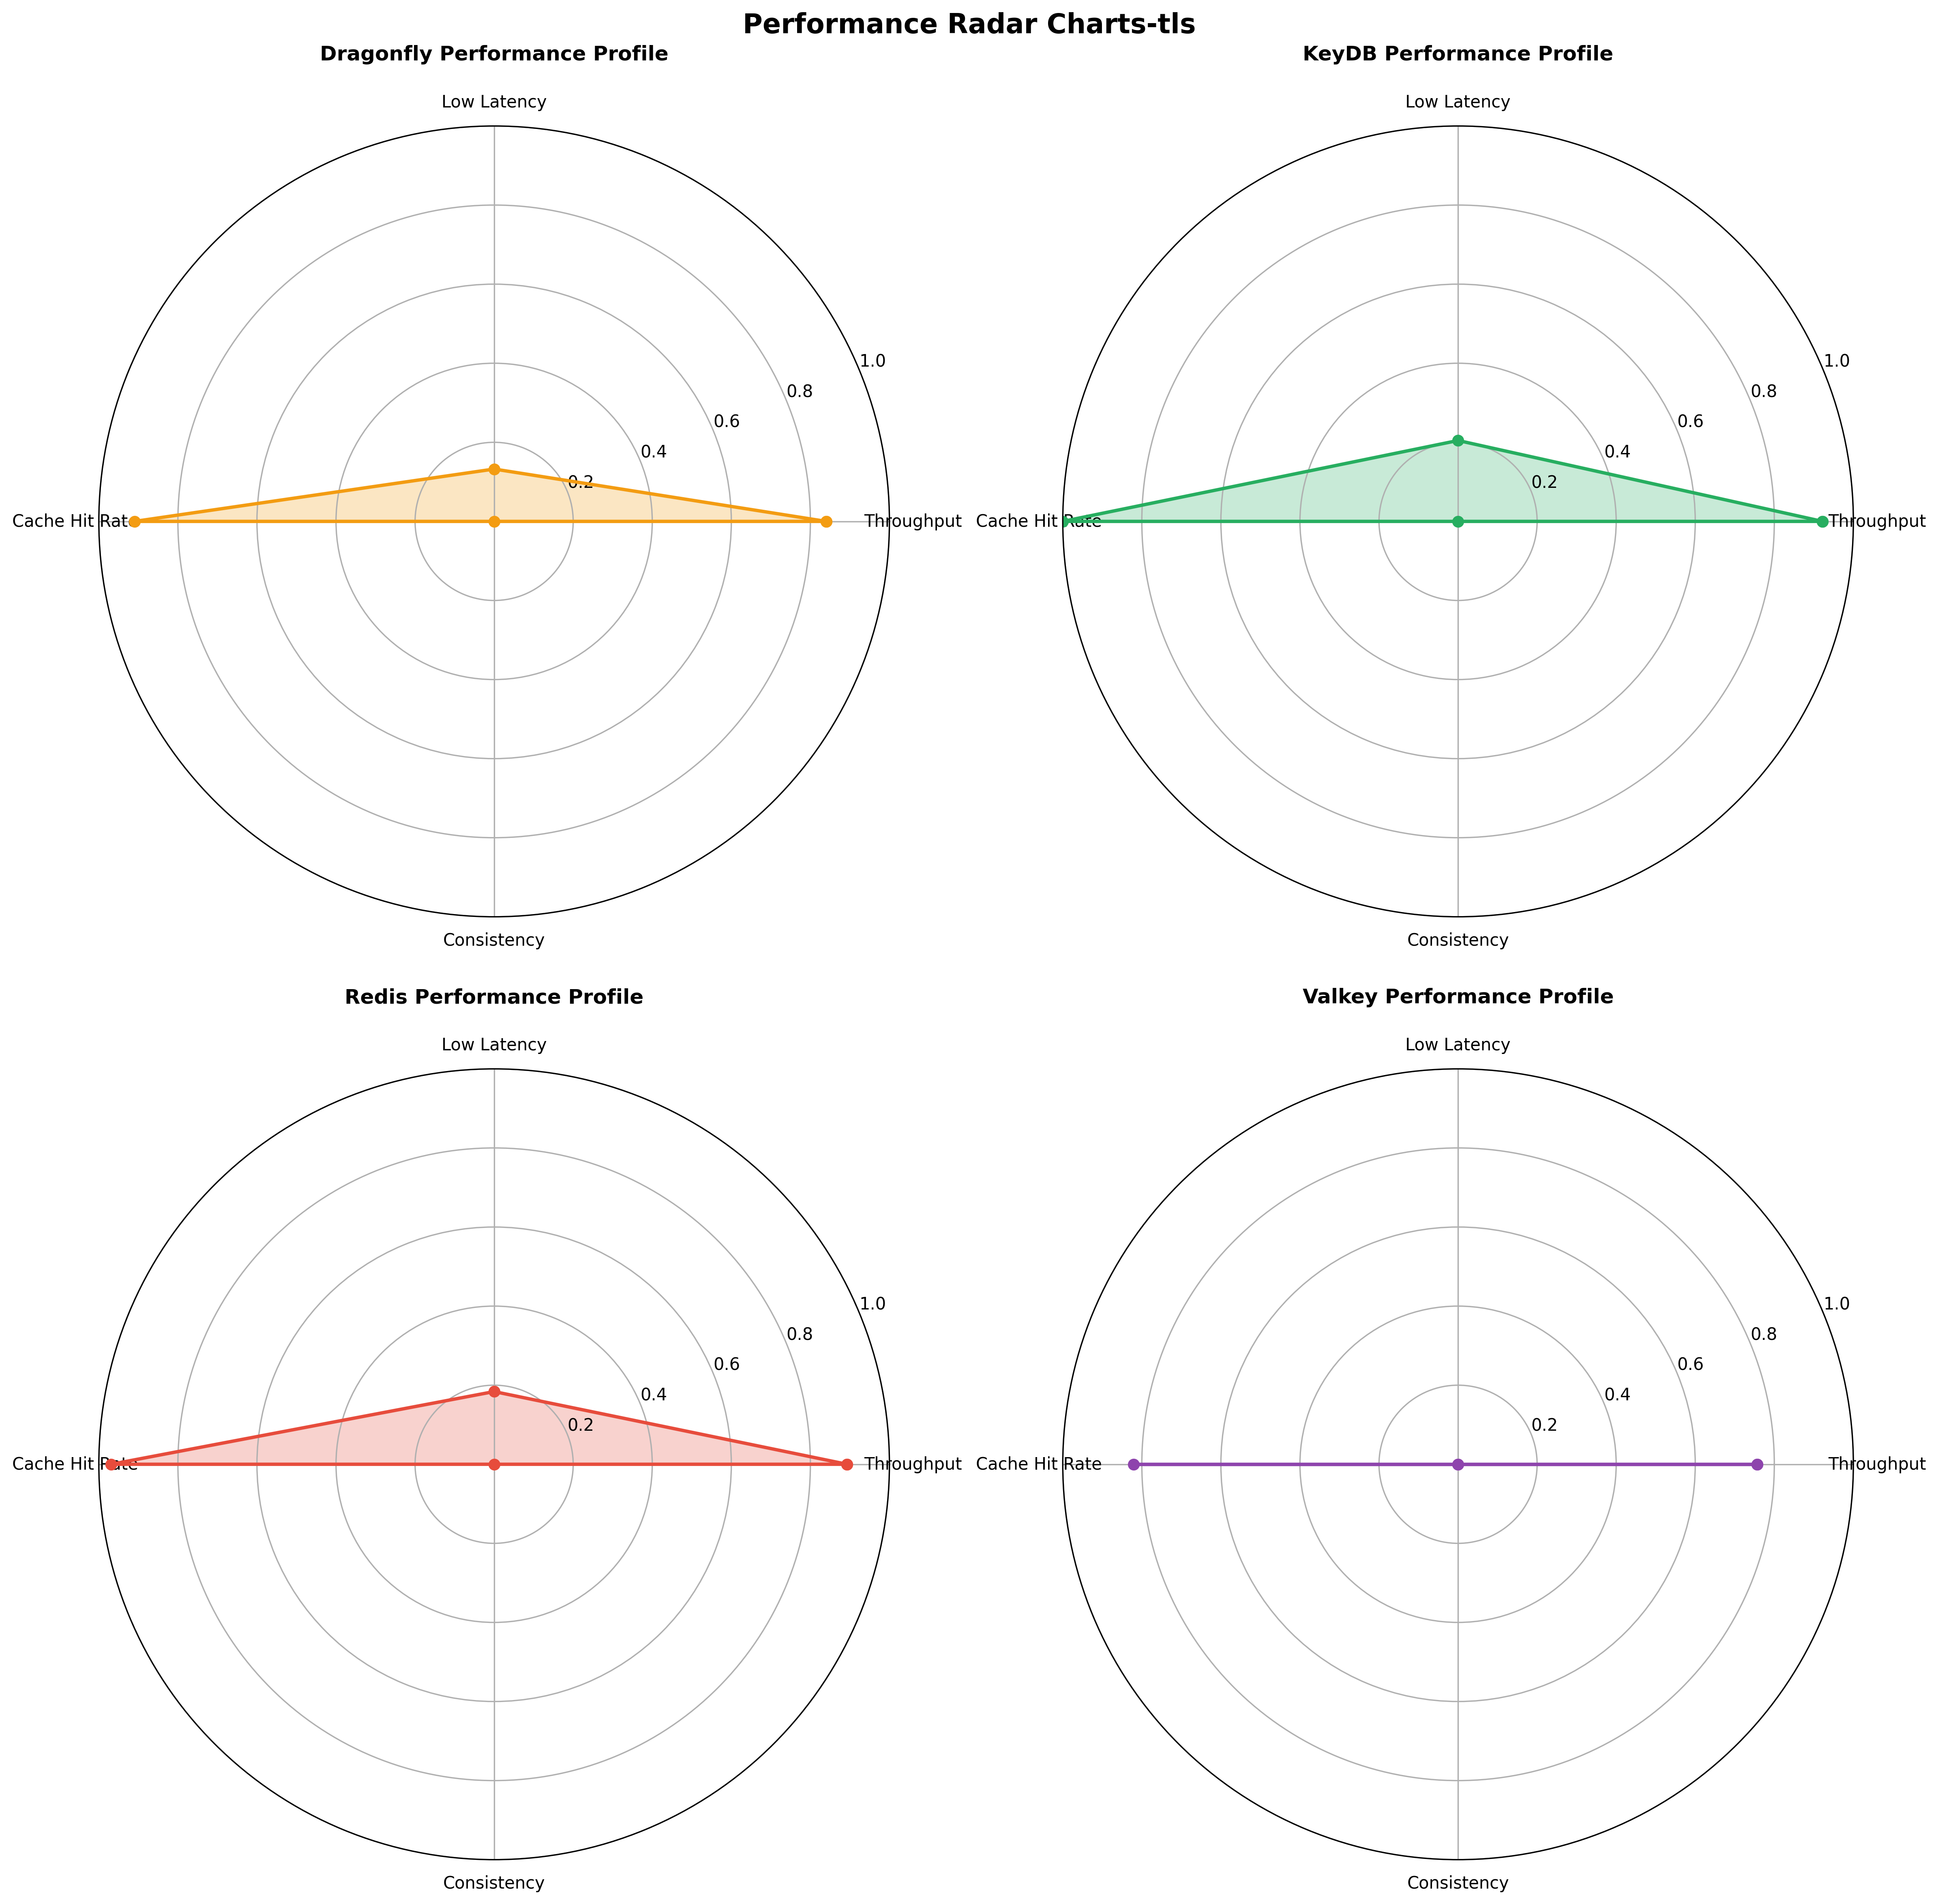 Performance Radar Charts-tls
Dragonfly Performance Profile
Low Latency
1.0
0.8
0.6
0.4
0.2
Cache Hit Rate
Throughput
Consistency
KeyDB Performance Profile
Low Latency
1.0
0.8
0.6
0.4
0.2
Cache Hit Rate
Throughput
Consistency
Redis Performance Profile
Low Latency
1.0
0.8
0.6
0.4
0.2
Cache Hit Rate
Throughput
Consistency
Valkey Performance Profile
Low Latency
1.0
0.8
0.6
0.4
0.2
Cache Hit Rate
Throughput
Consistency